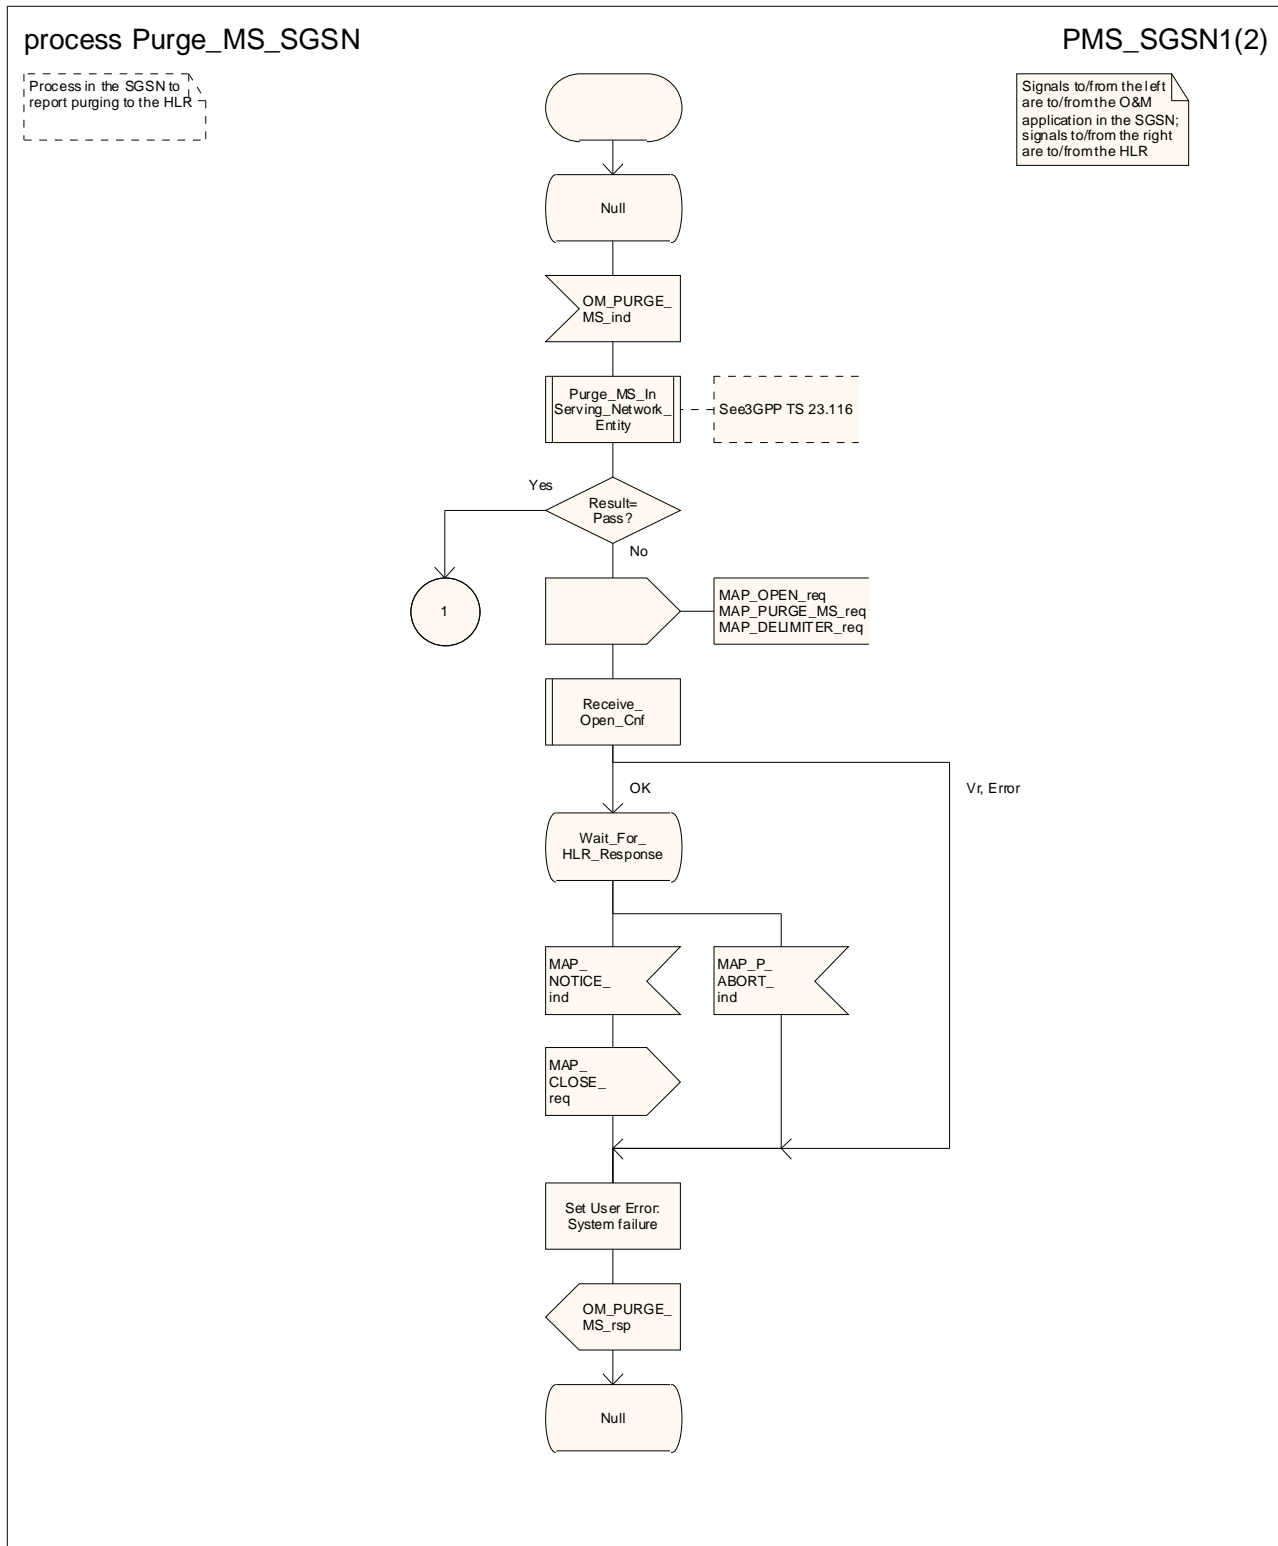 process Purge_MS_SGSN
PMS_SGSN1(2)
Process in the SGSN to
report purging to the HLR
Signals to/from the left
are to/from the O&M
application in the SGSN;
signals to/from the right
are to/from the HLR
Null
OM_PURGE_
MS_ind
Purge_MS_In
Serving_Network_
Entity
See3GPP TS 23.116
Yes
Result=
Pass?
No
1
MAP_OPEN_req
MAP_PURGE_MS_req
MAP_DELIMITER_req
Receive_
Open_Cnf
OK
Vr, Error
Wait_For_
HLR_Response
MAP_
NOTICE_
ind
MAP_P_
ABORT_
ind
MAP_
CLOSE_
req
Set User Error:
System failure
OM_PURGE_
MS_rsp
Null